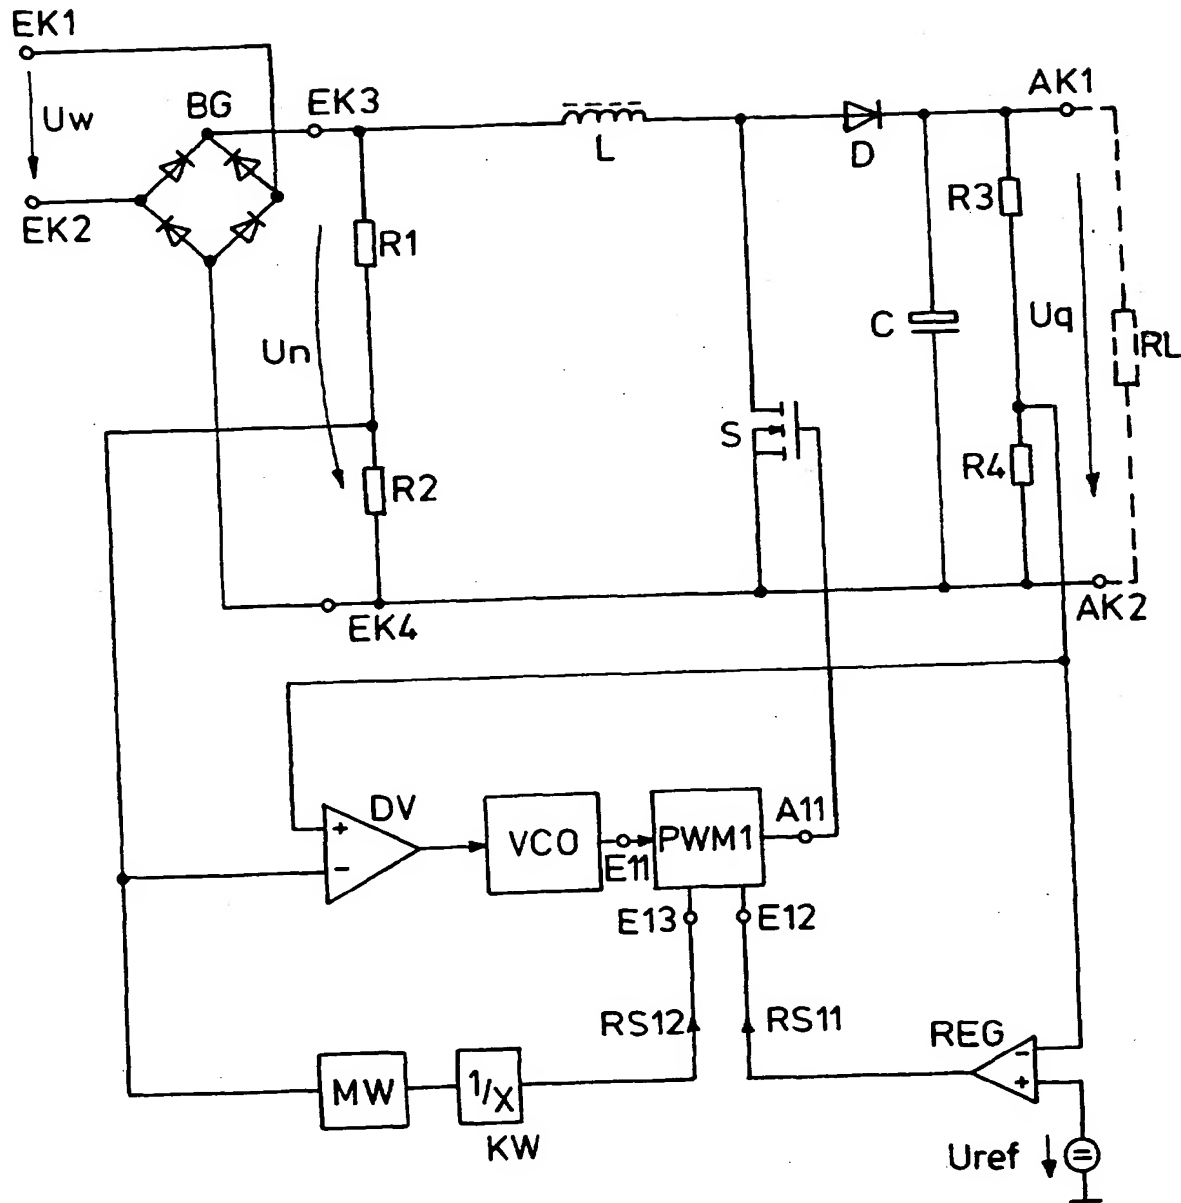 EK1
Uw
EK2
BG
EK3
L
D
AK1
R1
R3
Un
C
Uq
RL
S
R2
R4
EK4
AK2
+
-
DV
VCO
E11
PWM1
A11
E13
E12
RS12
RS11
REG
-
+
MW
1/X
KW
Uref
=